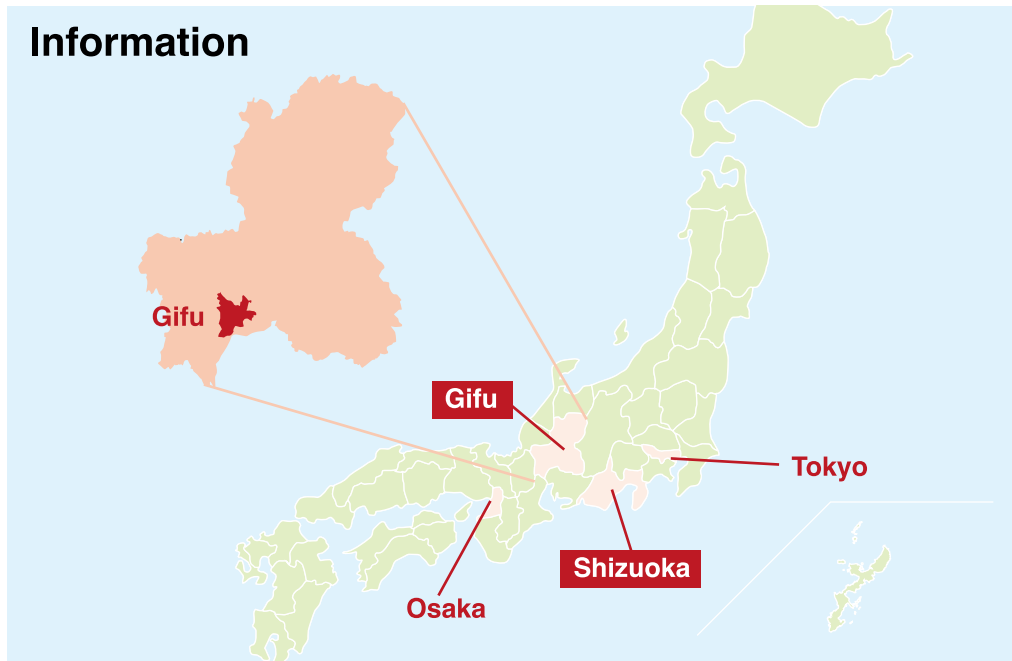 Information
Gifu
Gifu
Tokyo
Shizuoka
Osaka